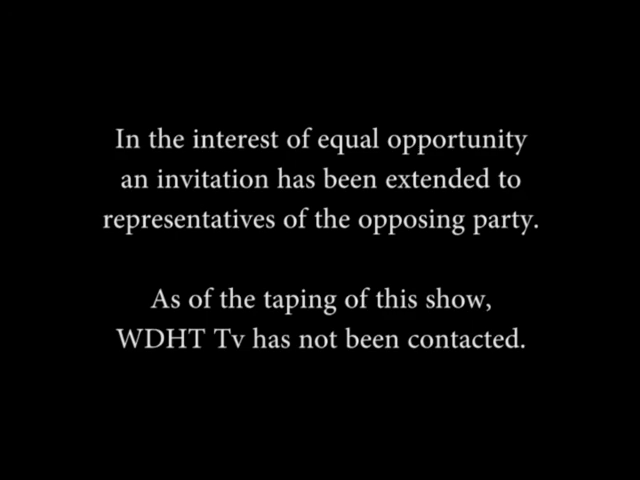 In the interest of equal opportunity
an invitation has been extended to
representatives of the opposing party.
As of the taping of this show,
WDHT Tv has not been contacted.